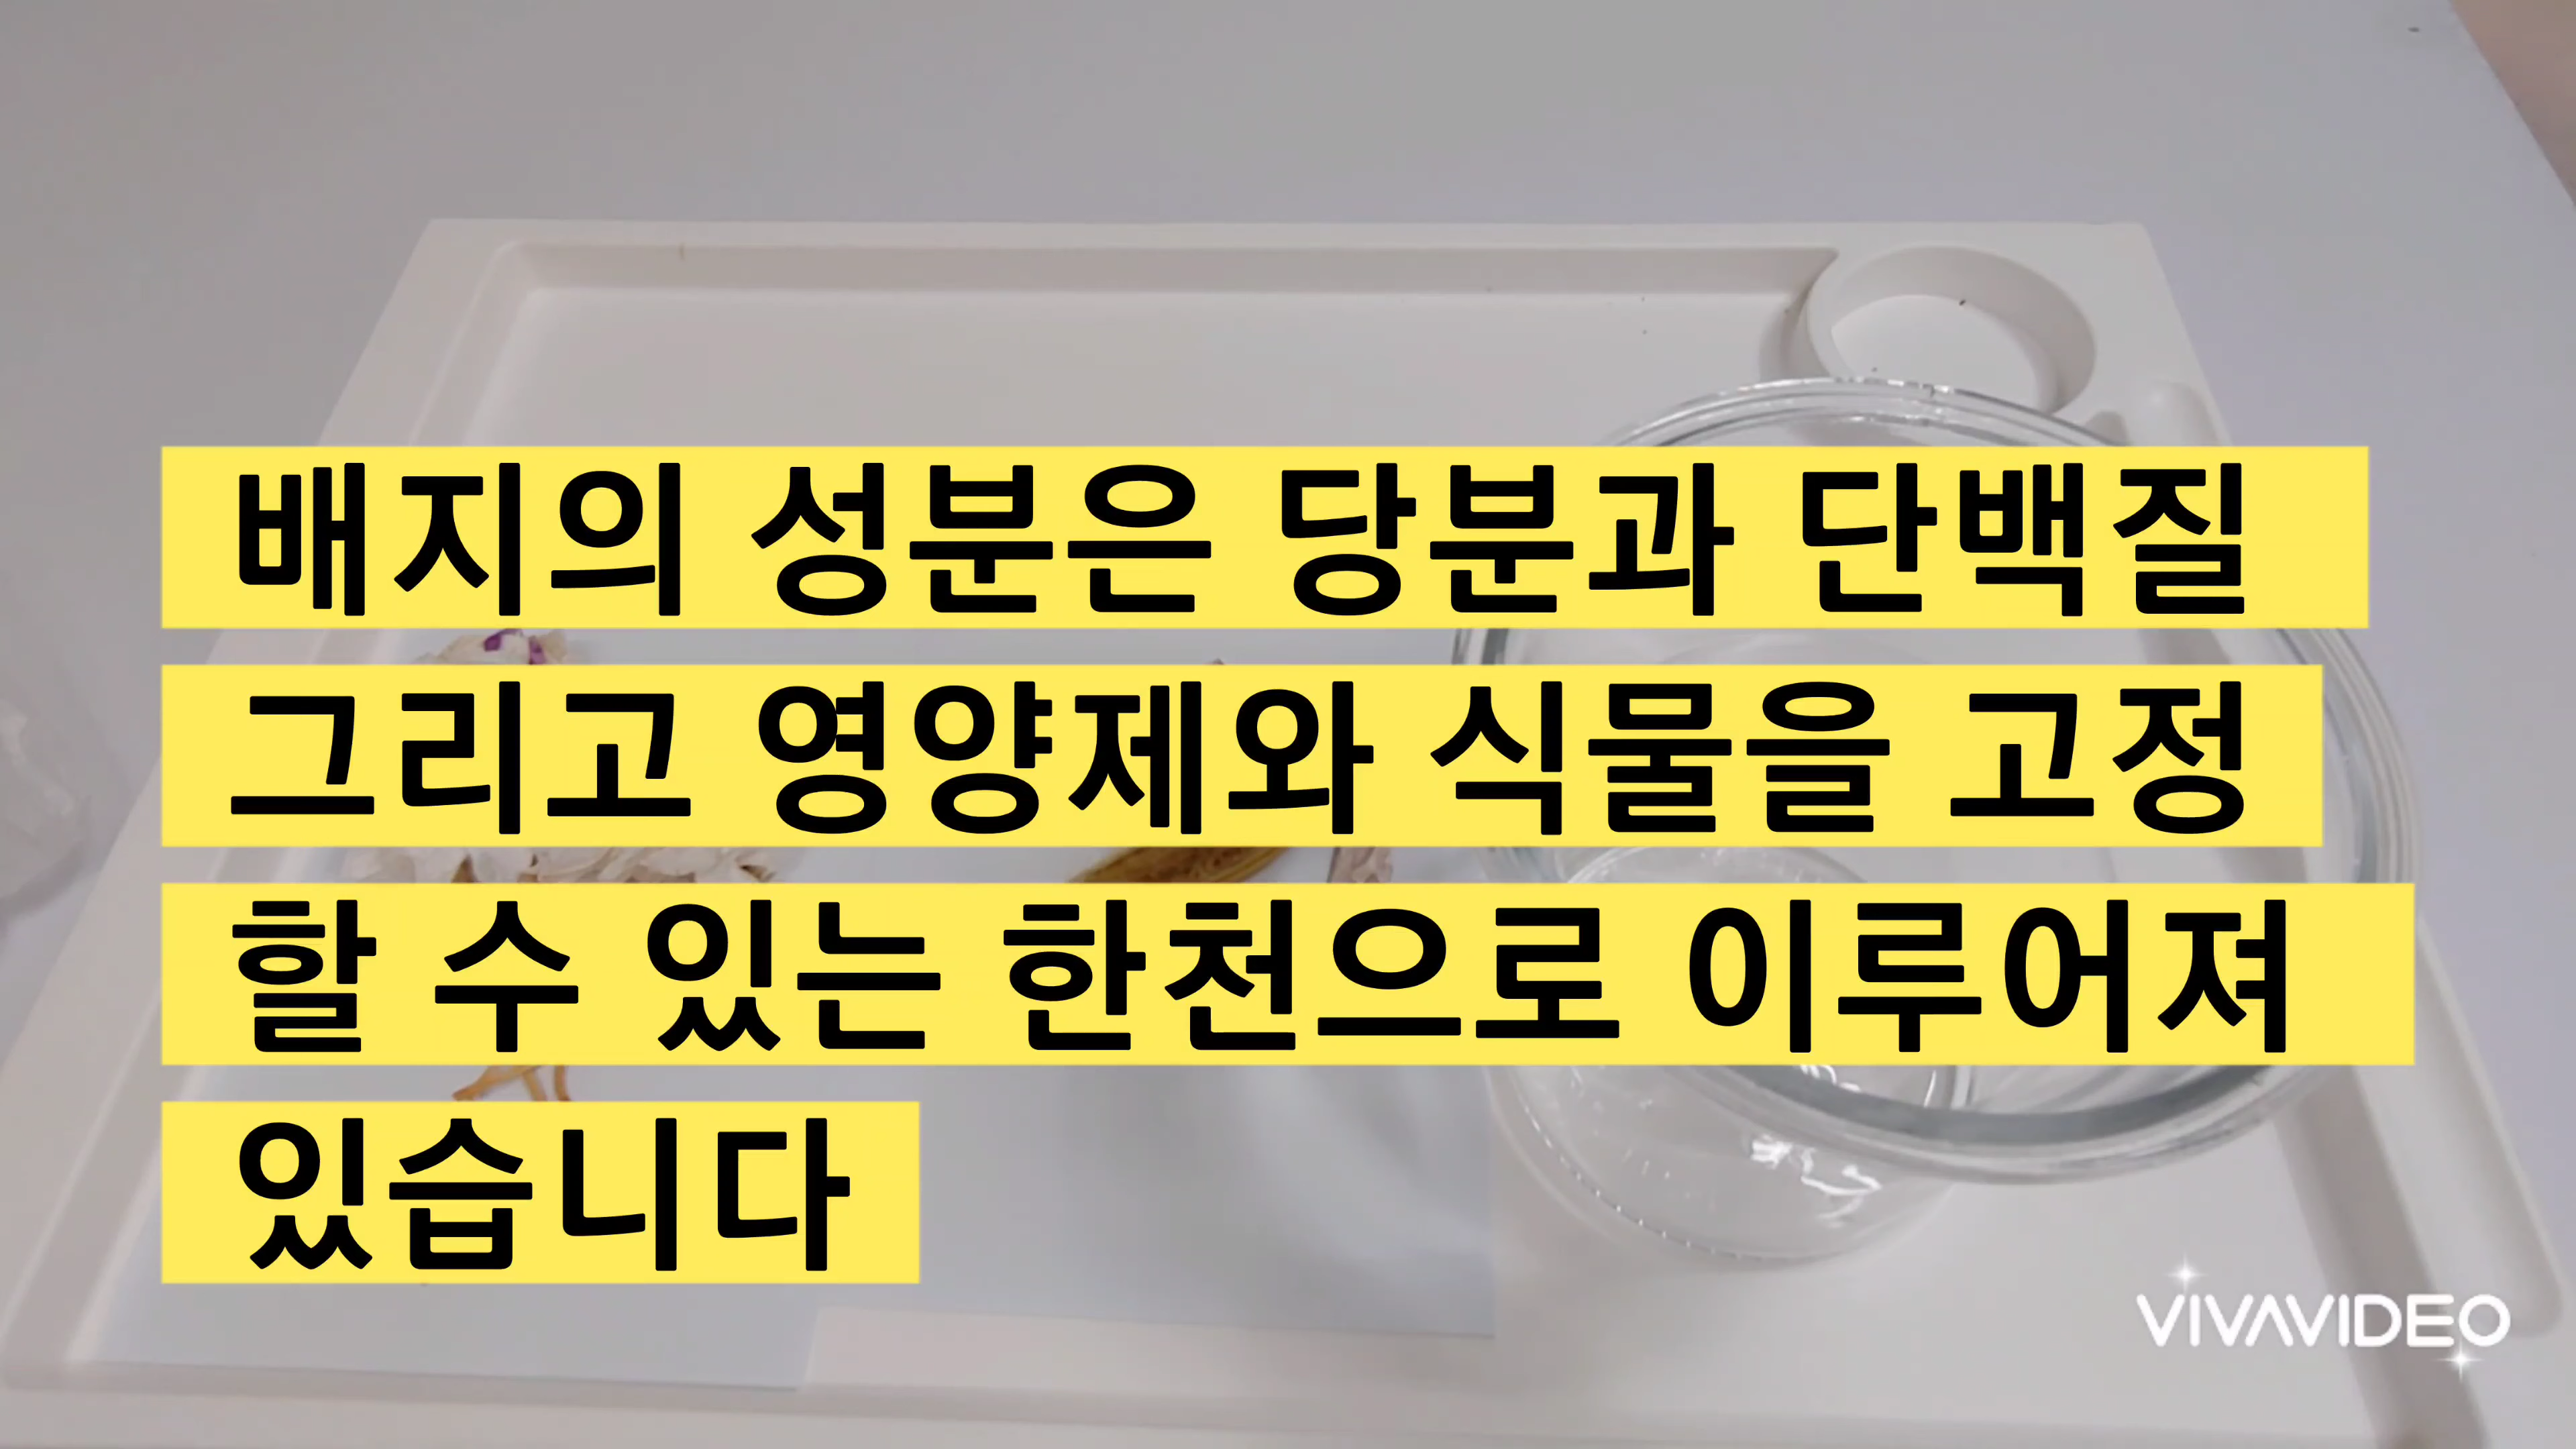 배지의 성분은 당분과 단백질
그리고 영양제와 식물을 고정
할 수 있는 한천으로 이루어져
있습니다
VIVAVIDEO